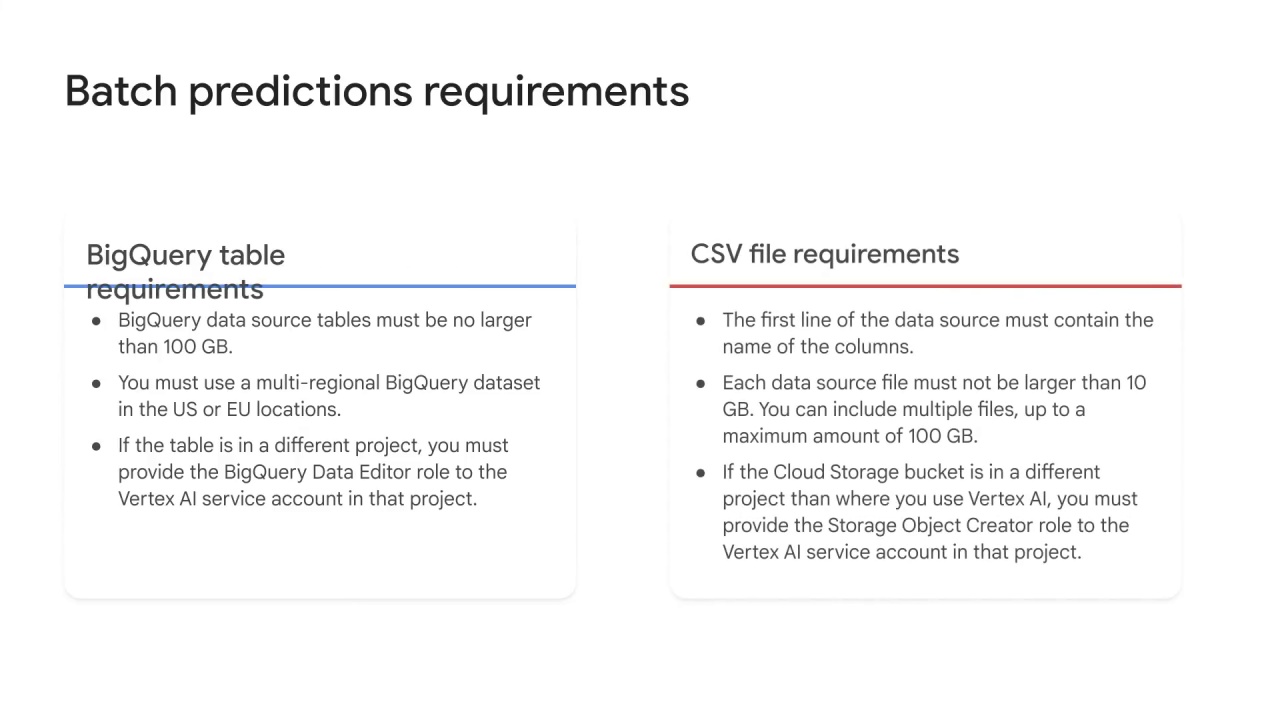 Batch predictions requirements
BigQuery table
requirements
● BigQuery data source tables must be no larger
than 100 GB.
● You must use a multi-regional BigQuery dataset
in the US or EU locations.
● If the table is in a different project, you must
provide the BigQuery Data Editor role to the
Vertex AI service account in that project.
CSV file requirements
● The first line of the data source must contain the
name of the columns.
● Each data source file must not be larger than 10
GB. You can include multiple files, up to a
maximum amount of 100 GB.
● If the Cloud Storage bucket is in a different
project than where you use Vertex AI, you must
provide the Storage Object Creator role to the
Vertex AI service account in that project.